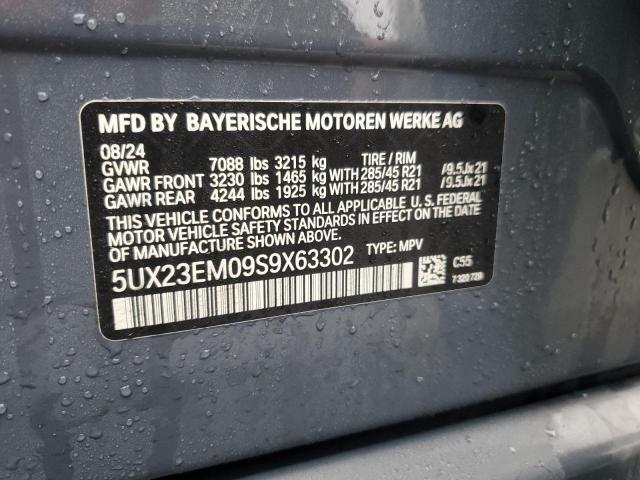 MFD BY BAYERISCHE MOTOREN WERKE AG
08/24 TIRE / RIM
GVWR 7088 lbs 3215 kg
GAWR FRONT 3230 lbs 1465 kg WITH 285/45 R21 /9.5Jx21
GAWR REAR 4244 lbs 1925 kg WITH 285/45 R21 /9.5Jx21
THIS VEHICLE CONFORMS TO ALL APPLICABLE U.S. FEDERAL
MOTOR VEHICLE SAFETY STANDARDS IN EFFECT ON THE DATE
OF MANUFACTURE SHOWN ABOVE.
5UX23EM09S9X63302 TYPE: MPV
C55
7 320 729